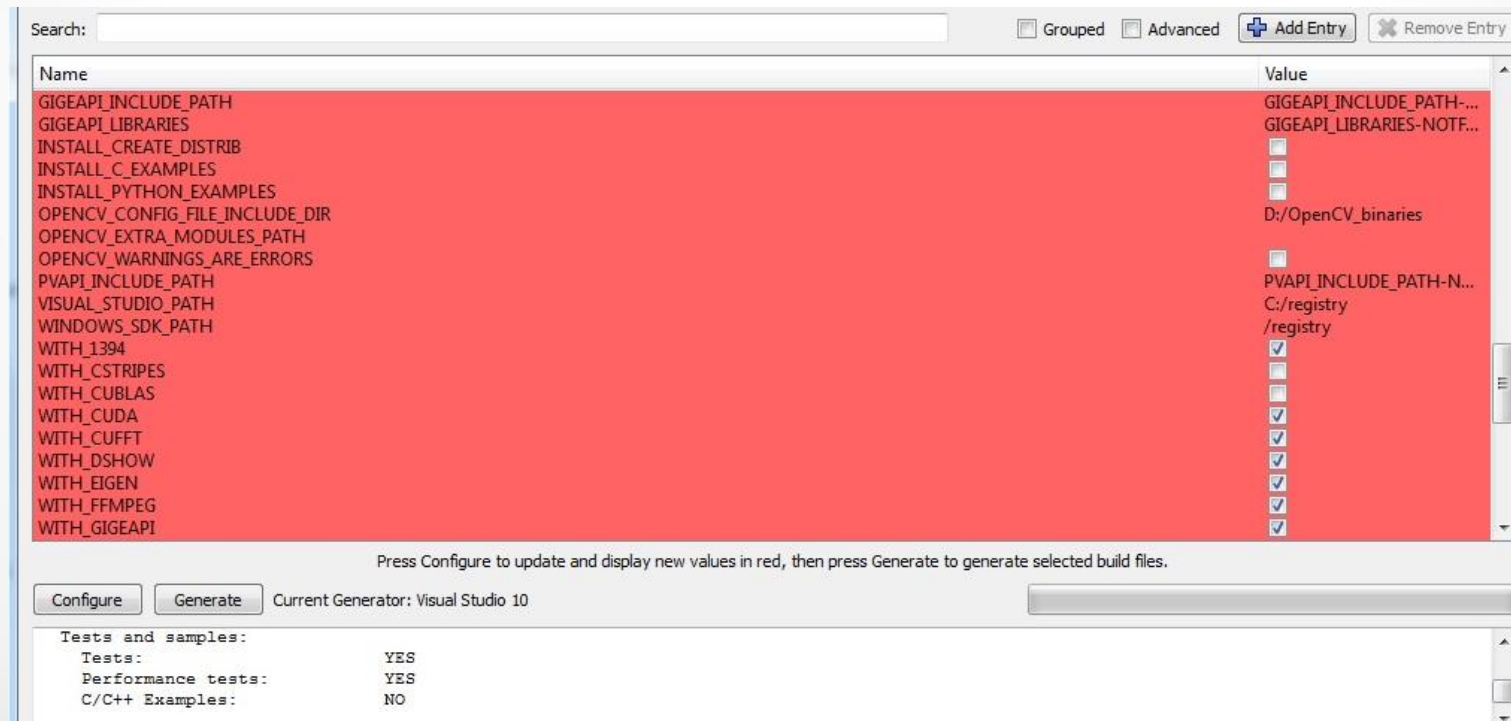 Search: Grouped Advanced Add Entry Remove Entry
Name Value
GIGEAPI_INCLUDE_PATH GIGEAPI_INCLUDE_PATH-...
GIGEAPI_LIBRARIES GIGEAPI_LIBRARIES-NOTF...
INSTALL_CREATE_DISTRIB
INSTALL_C_EXAMPLES
INSTALL_PYTHON_EXAMPLES
OPENCV_CONFIG_FILE_INCLUDE_DIR D:/OpenCV_binaries
OPENCV_EXTRA_MODULES_PATH
OPENCV_WARNINGS_ARE_ERRORS
PVAPI_INCLUDE_PATH PVAPI_INCLUDE_PATH-N...
VISUAL_STUDIO_PATH C:/registry
WINDOWS_SDK_PATH /registry
WITH_1394
WITH_CSTRIPES
WITH_CUBLAS
WITH_CUDA
WITH_CUFFT
WITH_DSHOW
WITH_EIGEN
WITH_FFMPEG
WITH_GIGEAPI
Press Configure to update and display new values in red, then press Generate to generate selected build files.
Configure Generate Current Generator: Visual Studio 10
Tests and samples:
Tests: YES
Performance tests: YES
C/C++ Examples: NO